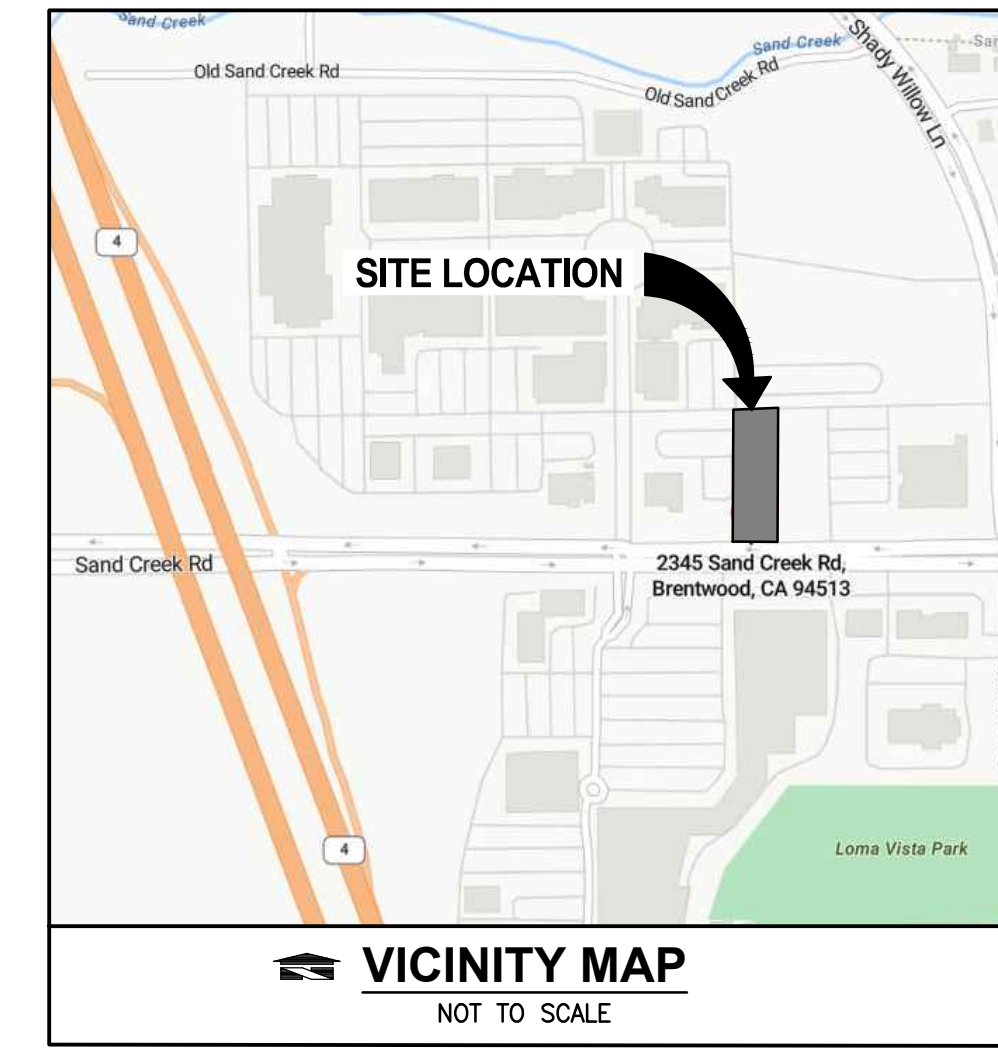 Sand Creek
Sand Creek
Shady Willow Ln
Old Sand Creek Rd
Old Sand Creek Rd
4
SITE LOCATION
Sand Creek Rd
2345 Sand Creek Rd,
Brentwood, CA 94513
4
Loma Vista Park
VICINITY MAP
NOT TO SCALE